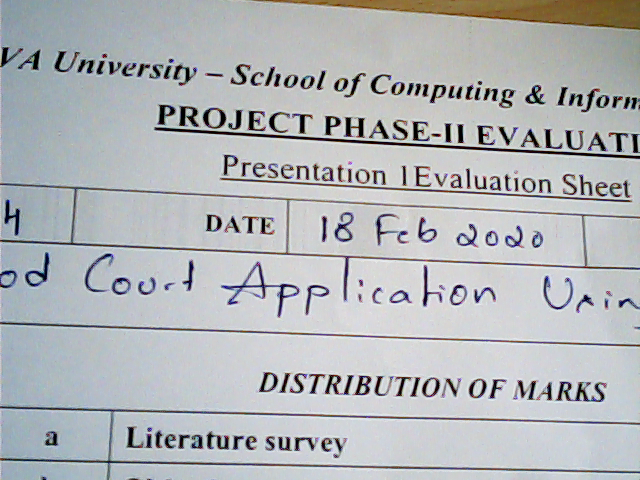 VA University – School of Computing & Inform
PROJECT PHASE-II EVALUATI
Presentation 1Evaluation Sheet
4 DATE 18 Feb 2020
od Court Application Usin
DISTRIBUTION OF MARKS
a Literature survey